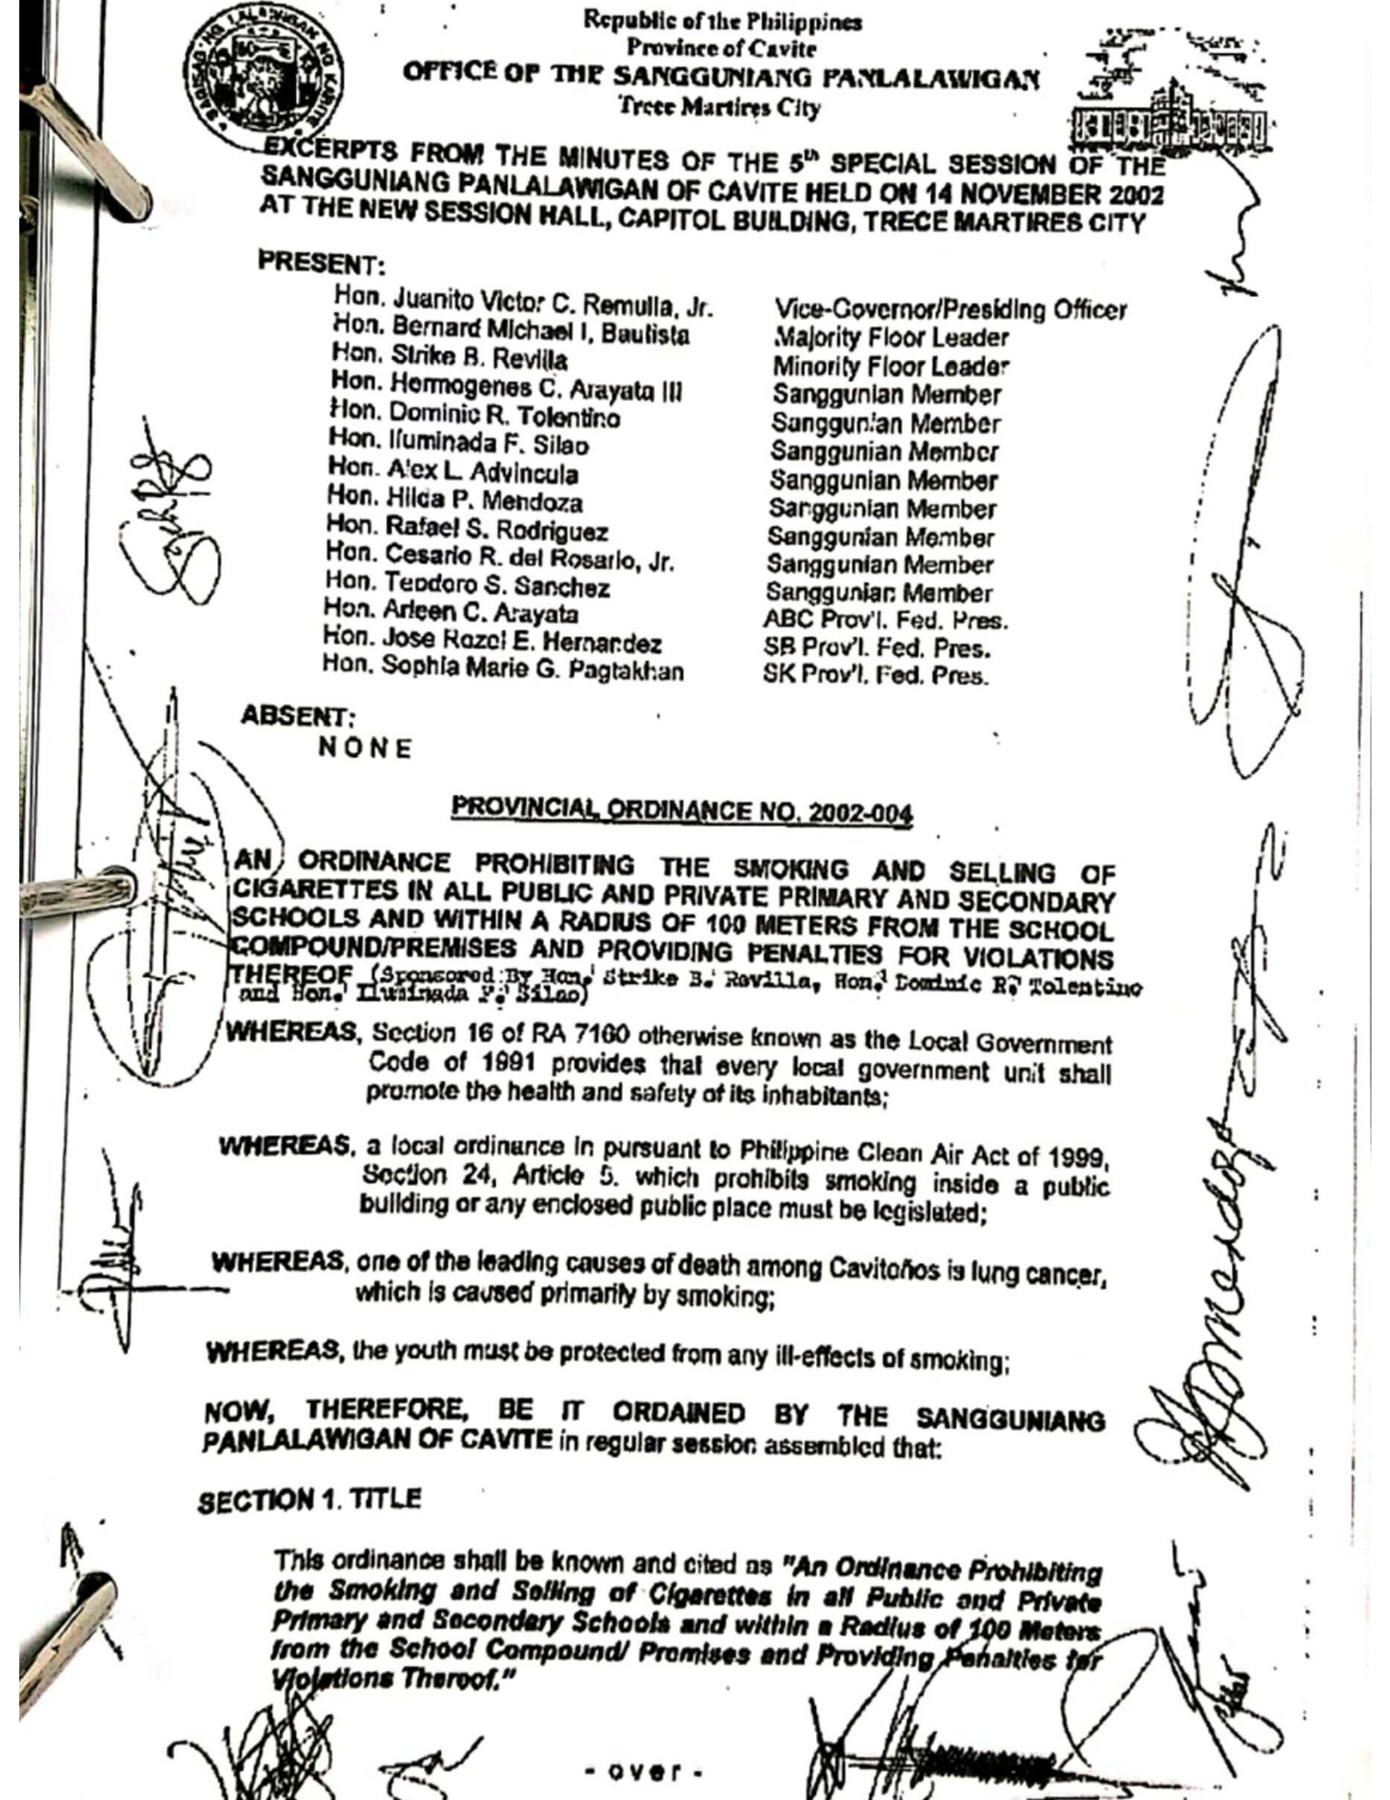 Republic of the Philippines
Province of Cavite
OFFICE OF THE SANGGUNIANG PANLALAWIGAN
Trece Martires City
EXCERPTS FROM THE MINUTES OF THE 5th SPECIAL SESSION OF THE
SANGGUNIANG PANLALAWIGAN OF CAVITE HELD ON 14 NOVEMBER 2002
AT THE NEW SESSION HALL, CAPITOL BUILDING, TRECE MARTIRES CITY
PRESENT:
Hon. Juanito Victor C. Remulla, Jr. Vice-Governor/Presiding Officer
Hon. Bernard Michael I. Bautista Majority Floor Leader
Hon. Strike B. Revilla Minority Floor Leader
Hon. Hermogenes C. Arayata III Sanggunian Member
Hon. Dominic R. Tolentino Sanggunian Member
Hon. Iluminada F. Silao Sanggunian Member
Hon. Alex L. Advincula Sanggunian Member
Hon. Hilda P. Mendoza Sanggunian Member
Hon. Rafael S. Rodriguez Sanggunian Member
Hon. Cesario R. del Rosario, Jr. Sanggunian Member
Hon. Teodoro S. Sanchez Sanggunian Member
Hon. Arleen C. Arayata ABC Prov'l. Fed. Pres.
Hon. Jose Rozel E. Hernandez SB Prov'l. Fed. Pres.
Hon. Sophia Marie G. Pagtakhan SK Prov'l. Fed. Pres.
ABSENT:
NONE
PROVINCIAL ORDINANCE NO. 2002-004
AN ORDINANCE PROHIBITING THE SMOKING AND SELLING OF
CIGARETTES IN ALL PUBLIC AND PRIVATE PRIMARY AND SECONDARY
SCHOOLS AND WITHIN A RADIUS OF 100 METERS FROM THE SCHOOL
COMPOUND/PREMISES AND PROVIDING PENALTIES FOR VIOLATIONS
THEREOF (Sponsored By Hon. Strike B. Revilla, Hon. Dominic R. Tolentino
and Hon. Iluminada F. Silao)
WHEREAS, Section 16 of RA 7160 otherwise known as the Local Government
Code of 1991 provides that every local government unit shall
promote the health and safety of its inhabitants;
WHEREAS, a local ordinance in pursuant to Philippine Clean Air Act of 1999,
Section 24, Article 5. which prohibits smoking inside a public
building or any enclosed public place must be legislated;
WHEREAS, one of the leading causes of death among Caviteños is lung cancer,
which is caused primarily by smoking;
WHEREAS, the youth must be protected from any ill-effects of smoking;
NOW, THEREFORE, BE IT ORDAINED BY THE SANGGUNIANG
PANLALAWIGAN OF CAVITE in regular session assembled that:
SECTION 1. TITLE
This ordinance shall be known and cited as "An Ordinance Prohibiting
the Smoking and Selling of Cigarettes in all Public and Private
Primary and Secondary Schools and within a Radius of 100 Meters
from the School Compound/ Premises and Providing Penalties for
Violations Thereof."
- over -